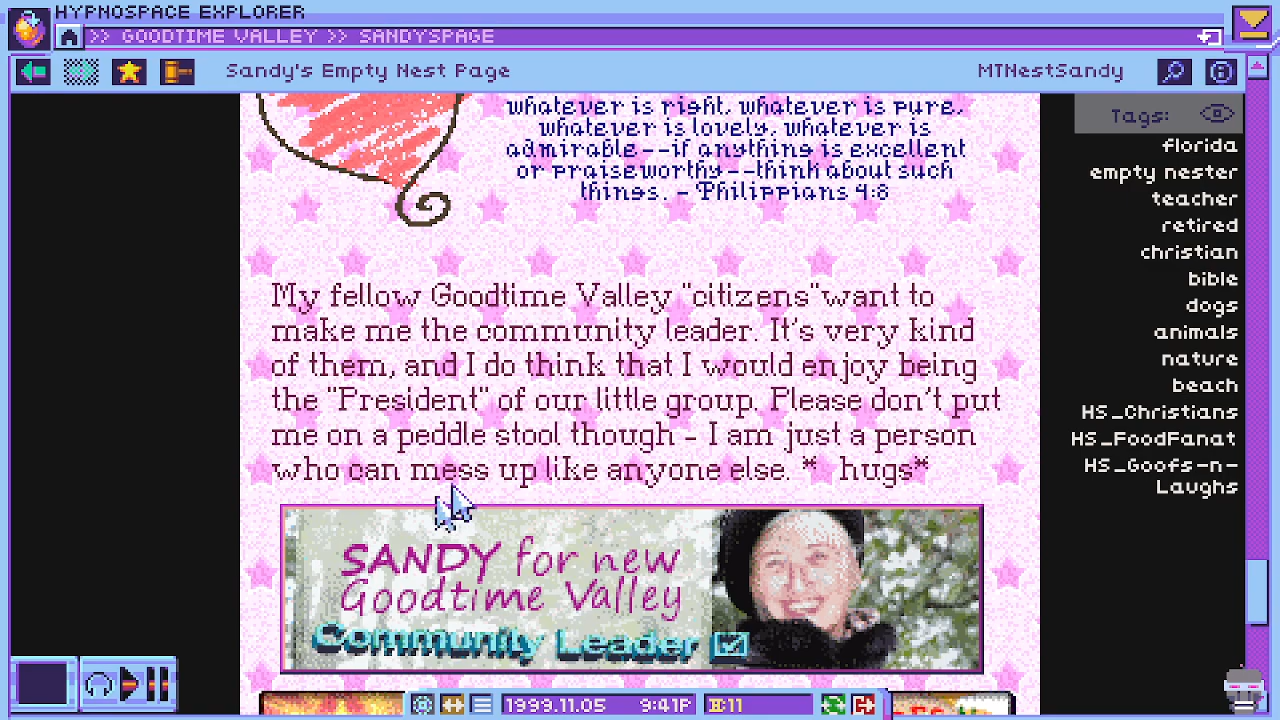 HYPNOSPACE EXPLORER
>> GOODTIME VALLEY >> SANDYSPAGE
Sandy's Empty Nest Page
MTNestSandy
whatever is right, whatever is pure,
whatever is lovely, whatever is
admirable--if anything is excellent
or praiseworthy--think about such
things. - Philippians 4:8
My fellow Goodtime Valley "citizens"want to
make me the community leader. It's very kind
of them, and I do think that I would enjoy being
the "President" of our little group. Please don't put
me on a peddle stool though - I am just a person
who can mess up like anyone else. * hugs*
SANDY for new
Goodtime Valley
Community Leader
Tags:
florida
empty nester
teacher
retired
christian
bible
dogs
animals
nature
beach
HS_Christians
HS_FoodFanat
HS_Goofs-n-
Laughs
1999.11.05 9:41P
11